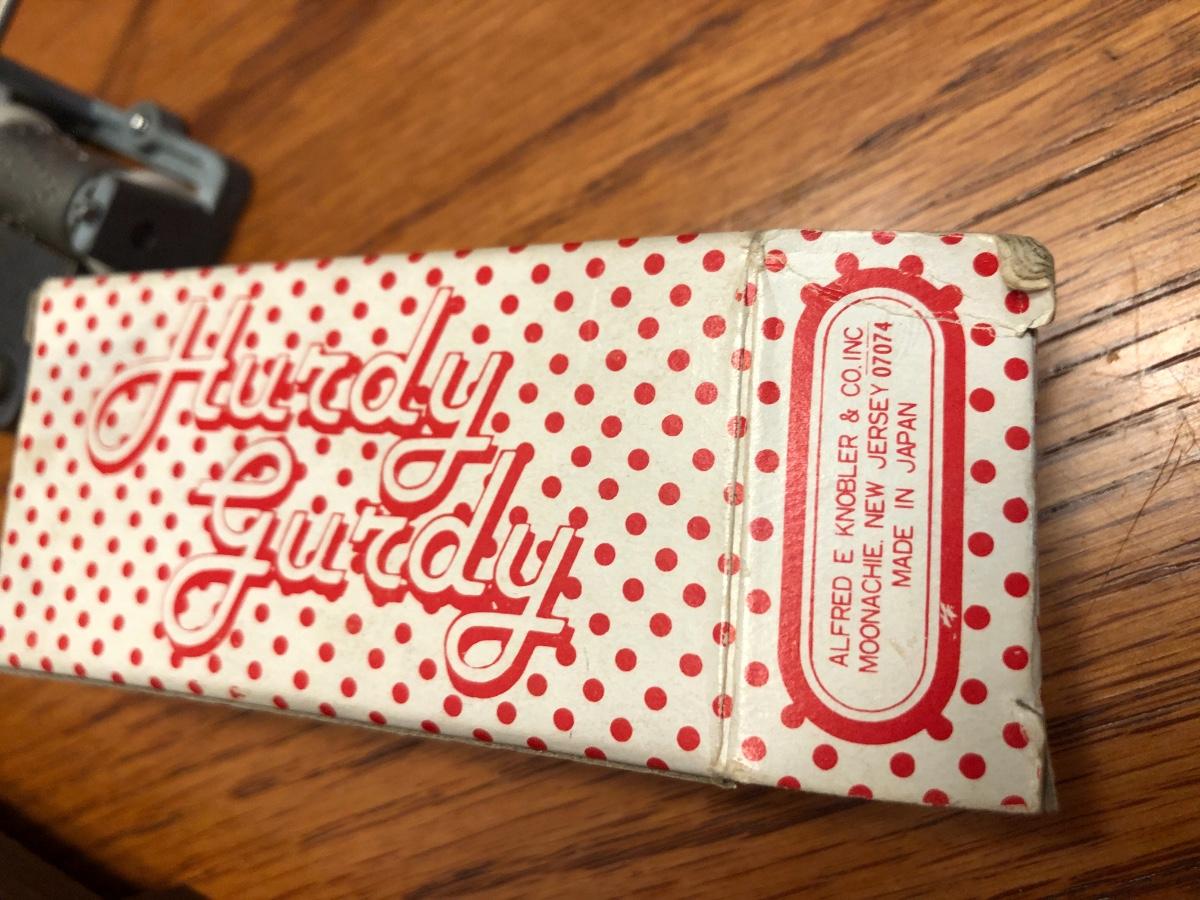 Hurdy
Gurdy
ALFRED E KNOBLER & CO. INC
MOONACHIE, NEW JERSEY 07074
MADE IN JAPAN